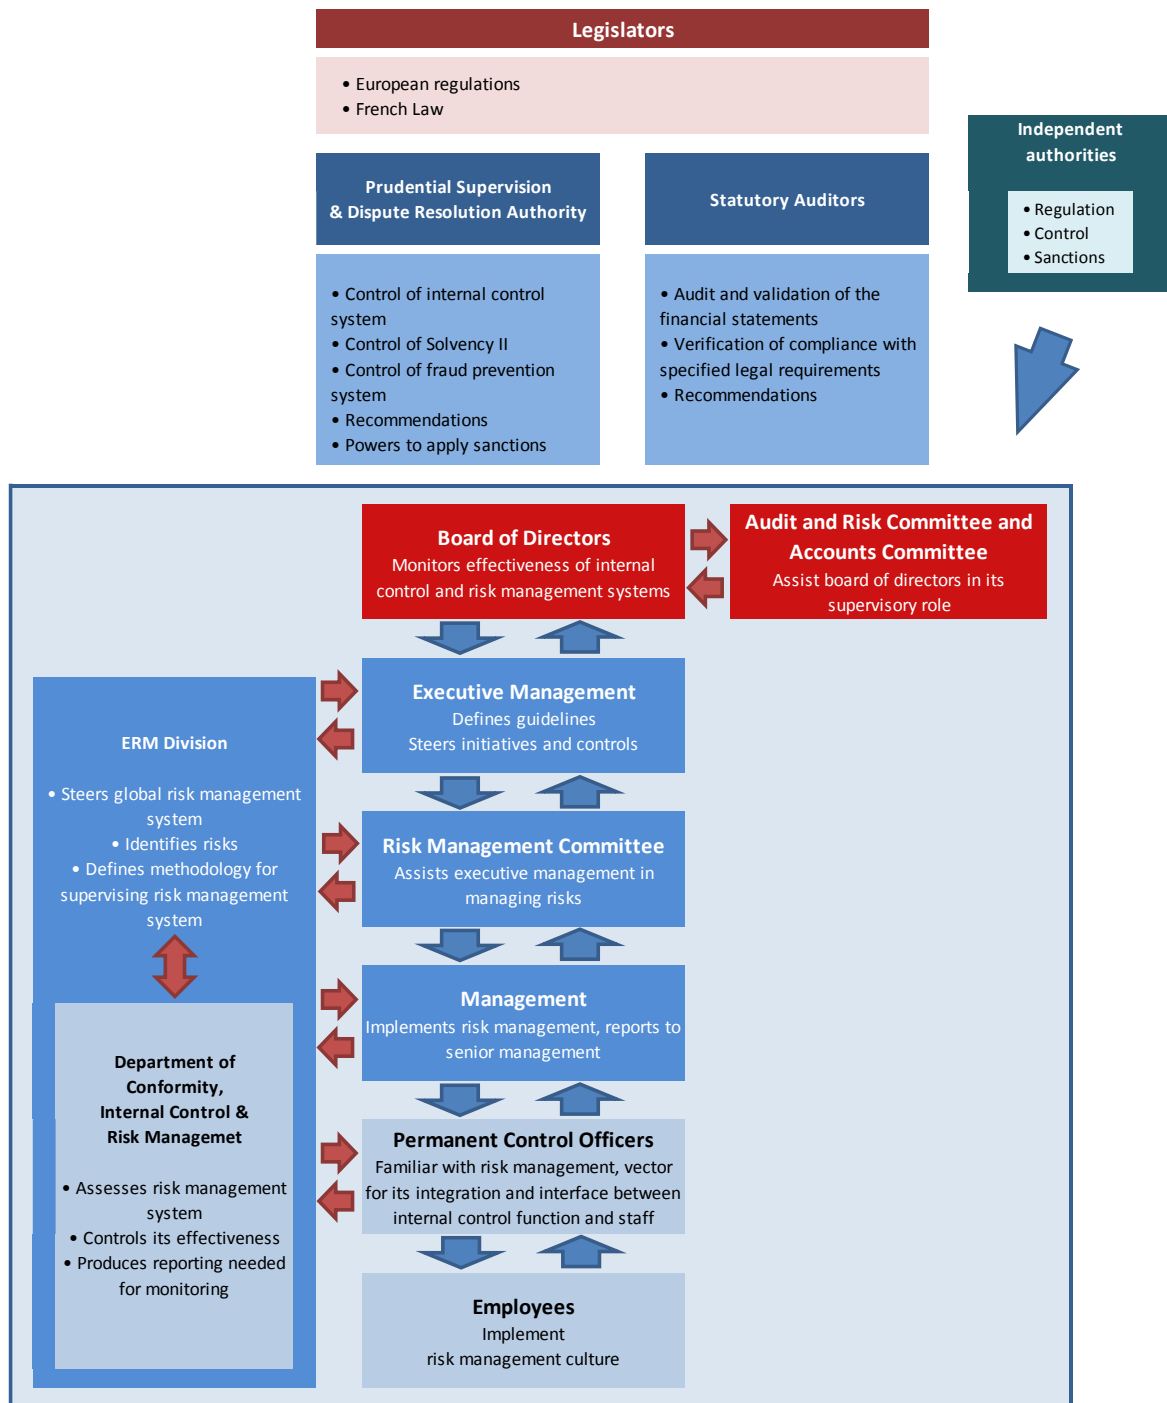 Legislators
• European regulations
• French Law
Independent
authorities
• Regulation
• Control
• Sanctions
Prudential Supervision
& Dispute Resolution Authority
• Control of internal control
system
• Control of Solvency II
• Control of fraud prevention
system
• Recommendations
• Powers to apply sanctions
Statutory Auditors
• Audit and validation of the
financial statements
• Verification of compliance with
specified legal requirements
• Recommendations
Board of Directors
Monitors effectiveness of internal
control and risk management systems
Audit and Risk Committee and
Accounts Committee
Assist board of directors in its
supervisory role
Executive Management
Defines guidelines
Steers initiatives and controls
ERM Division
• Steers global risk management
system
• Identifies risks
• Defines methodology for
supervising risk management
system
Risk Management Committee
Assists executive management in
managing risks
Management
Implements risk management, reports to
senior management
Department of
Conformity,
Internal Control &
Risk Managemet
• Assesses risk management
system
• Controls its effectiveness
• Produces reporting needed
for monitoring
Permanent Control Officers
Familiar with risk management, vector
for its integration and interface between
internal control function and staff
Employees
Implement
risk management culture